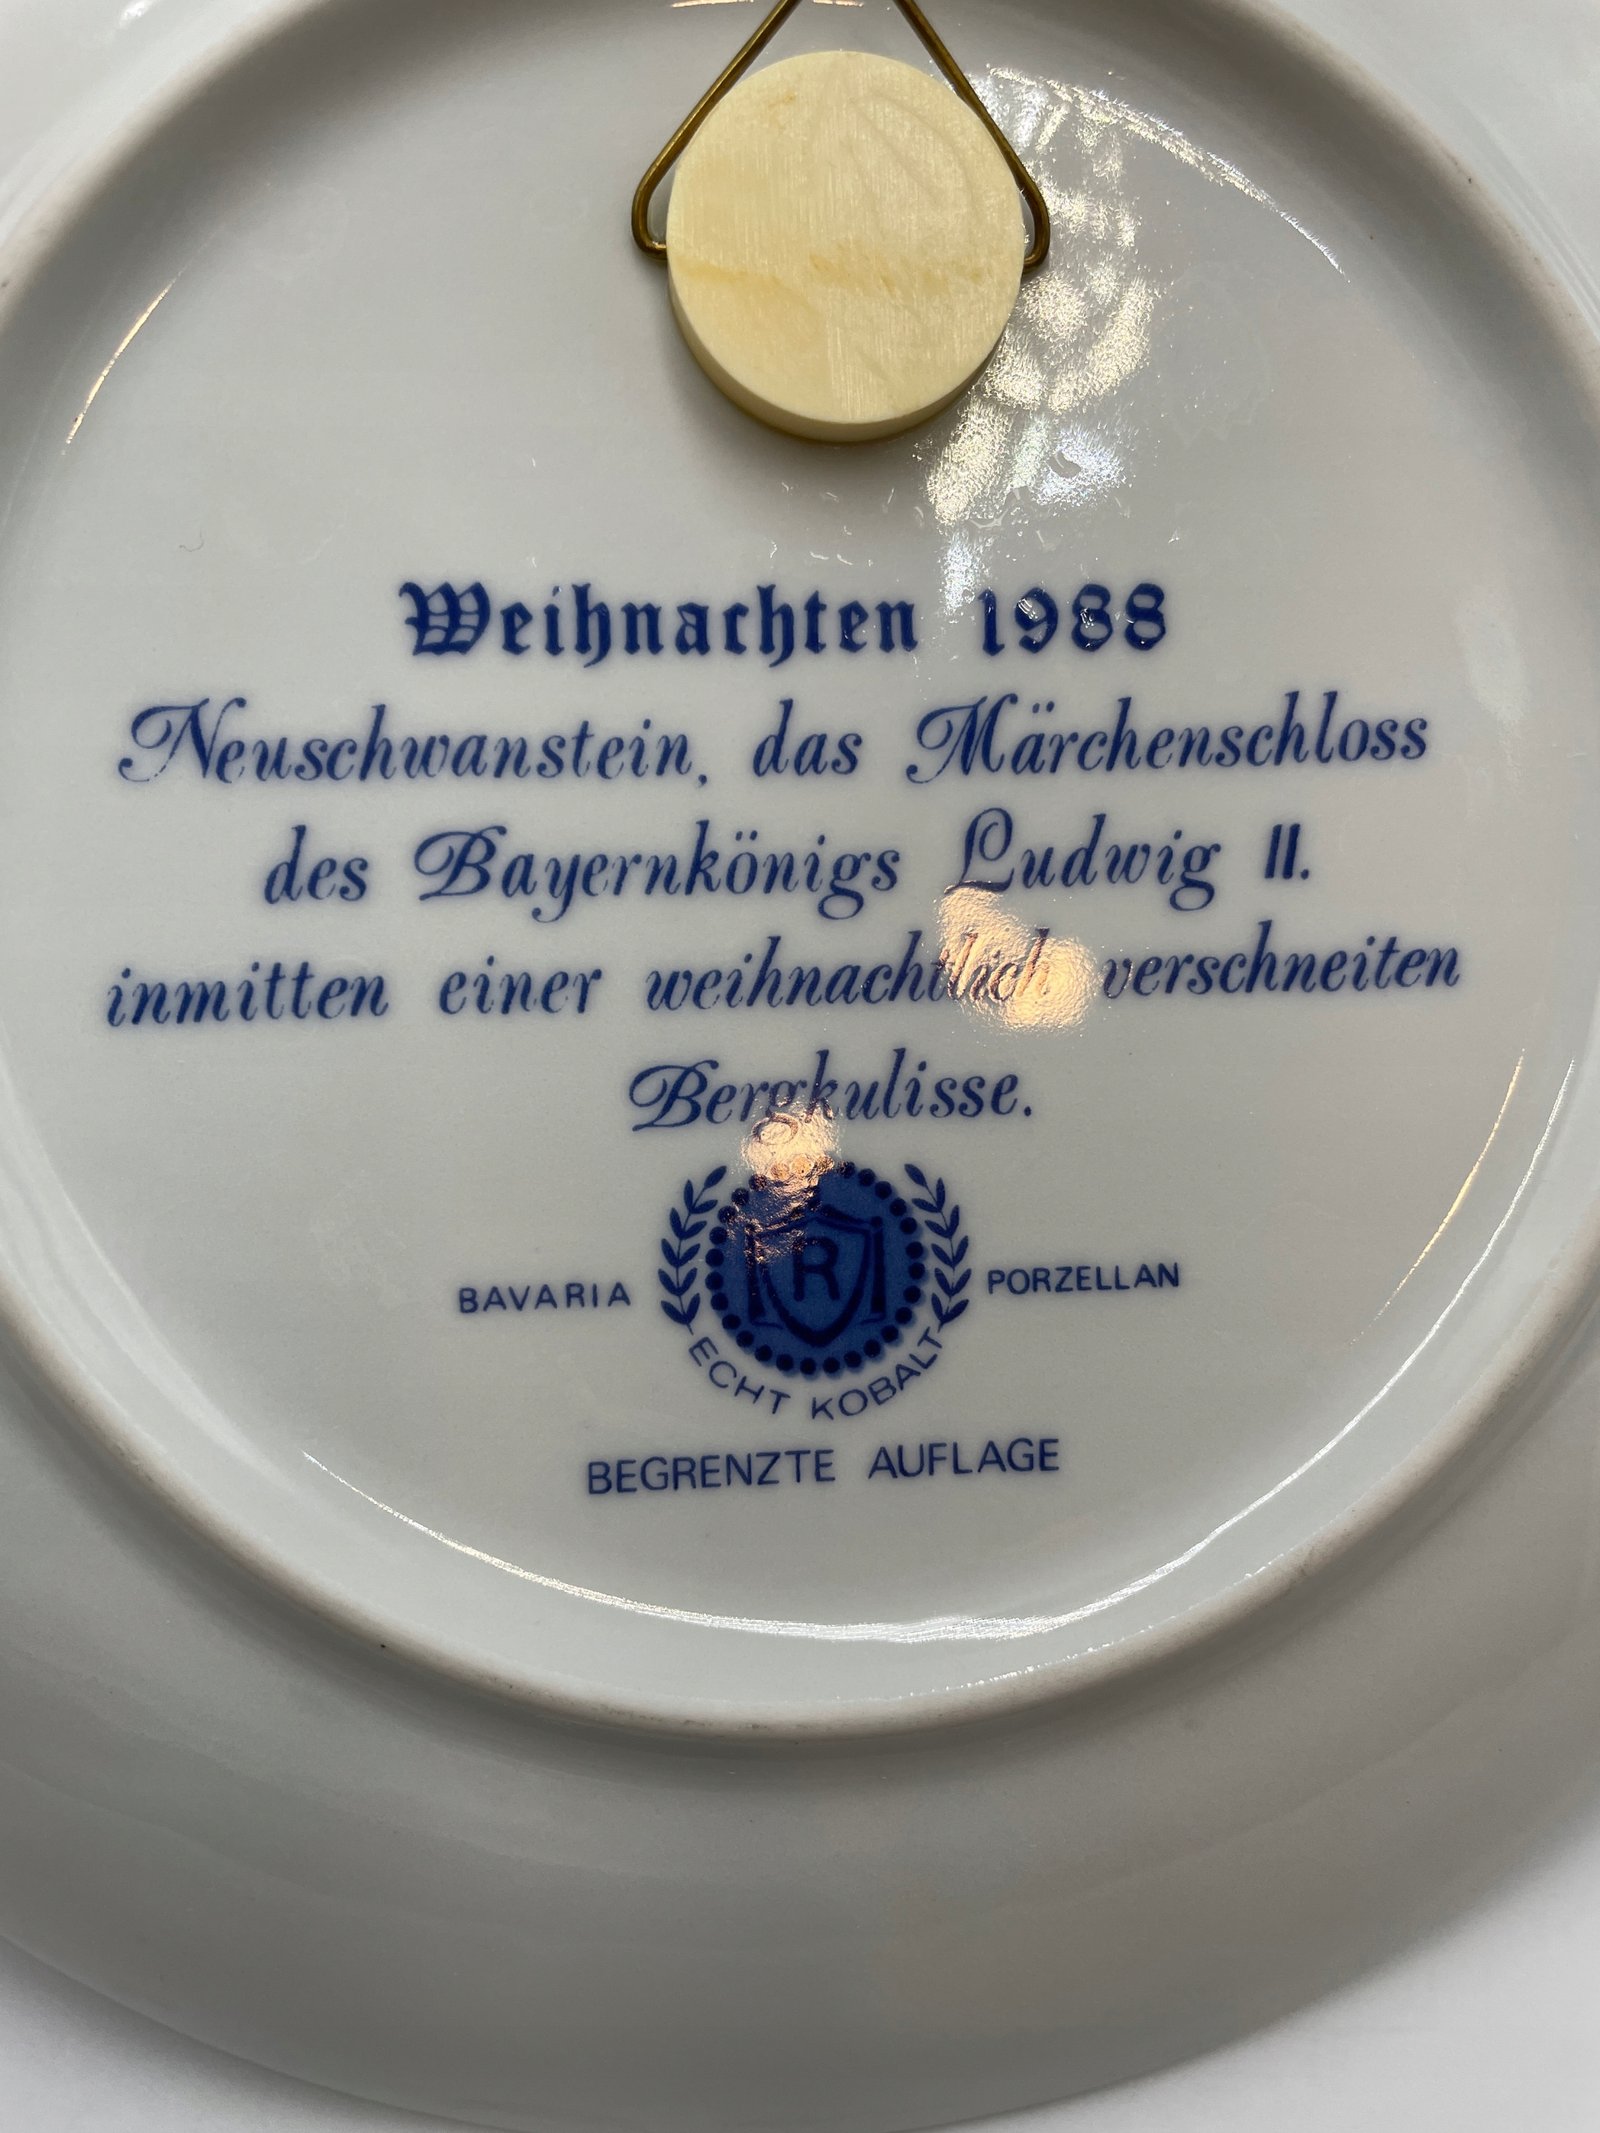 Weihnachten 1988
Neuschwanstein, das Märchenschloss
des Bayernkönigs Ludwig II.
inmitten einer weihnachtlich verschneiten
Bergkulisse.
BAVARIA R PORZELLAN
ECHT KOBALT
BEGRENZTE AUFLAGE